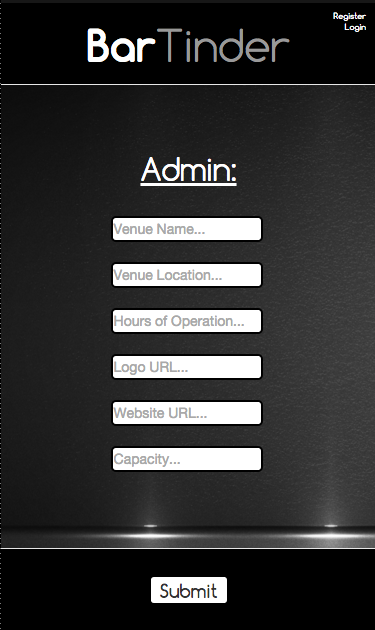 Register
Login
BarTinder
Admin:
Venue Name...
Venue Location...
Hours of Operation...
Logo URL...
Website URL...
Capacity...
Submit